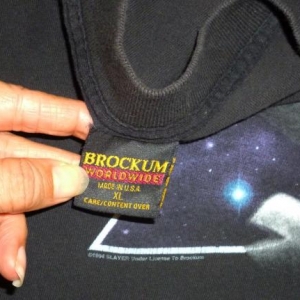 BROCKUM
WORLDWIDE
MADE IN U.S.A.
XL
CARE/CONTENT OVER
©1994 SLAYER Under License To Brockum